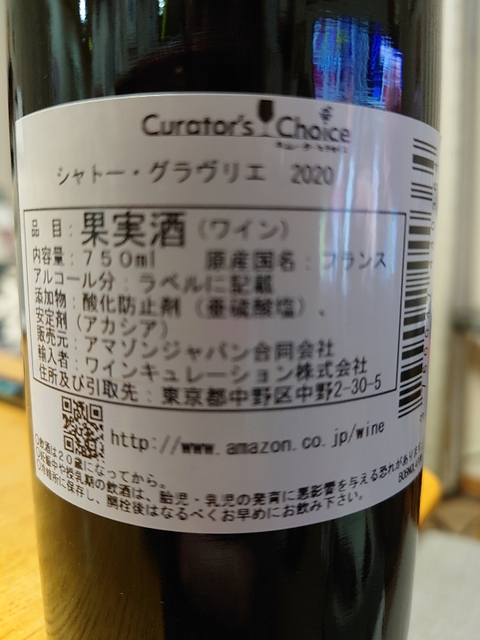 Curator's Choice
シャトー・グラヴリエ 2020
品 目：果実酒（ワイン）
内容量：７５０ml 原産国名：フランス
アルコール分：ラベルに記載
添加物：酸化防止剤（亜硫酸塩）、
安定剤（アカシア）
販売元：アマゾンジャパン合同会社
輸入者：ワインキュレーション株式会社
住所及び引取先：東京都中野区中野2-30-5
http://www.amazon.co.jp/wine
○飲酒は20歳になってから。
○妊娠中や授乳期の飲酒は、胎児・乳児の発育に悪影響を与える恐れがあります。
○冷暗所に保存し、開栓後はなるべくお早めにお飲み下さい。